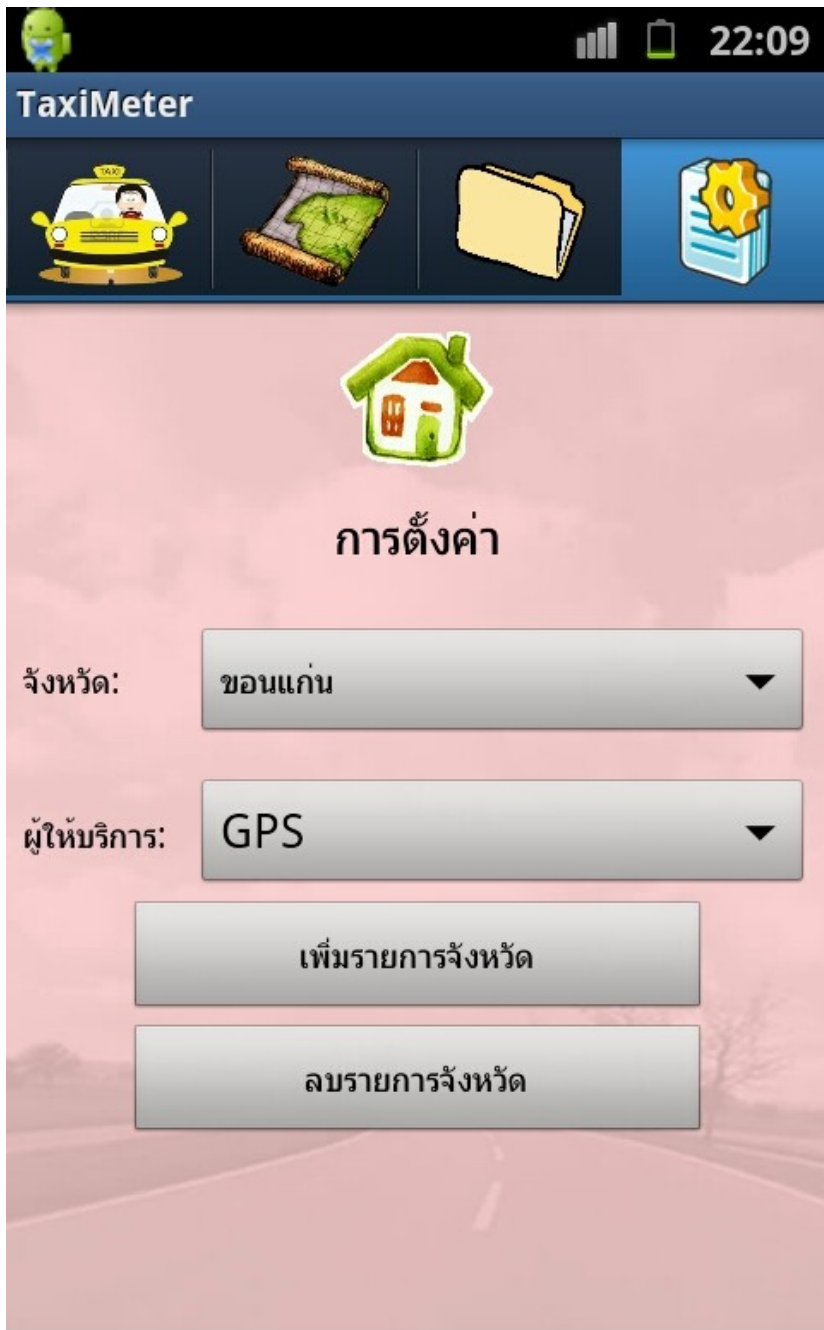 22:09
TaxiMeter
TAXI
การตั้งค่า
จังหวัด:
ขอนแก่น
ผู้ให้บริการ:
GPS
เพิ่มรายการจังหวัด
ลบรายการจังหวัด